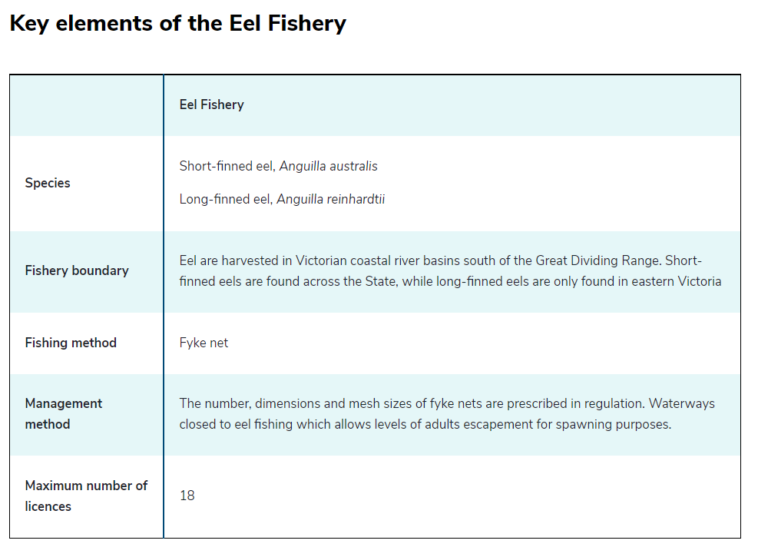 Key elements of the Eel Fishery
Eel Fishery
Species
Short-finned eel, Anguilla australis
Long-finned eel, Anguilla reinhardtii
Fishery boundary
Eel are harvested in Victorian coastal river basins south of the Great Dividing Range. Short-
finned eels are found across the State, while long-finned eels are only found in eastern Victoria
Fishing method
Fyke net
Management
method
The number, dimensions and mesh sizes of fyke nets are prescribed in regulation. Waterways
closed to eel fishing which allows levels of adults escapement for spawning purposes.
Maximum number of
licences
18